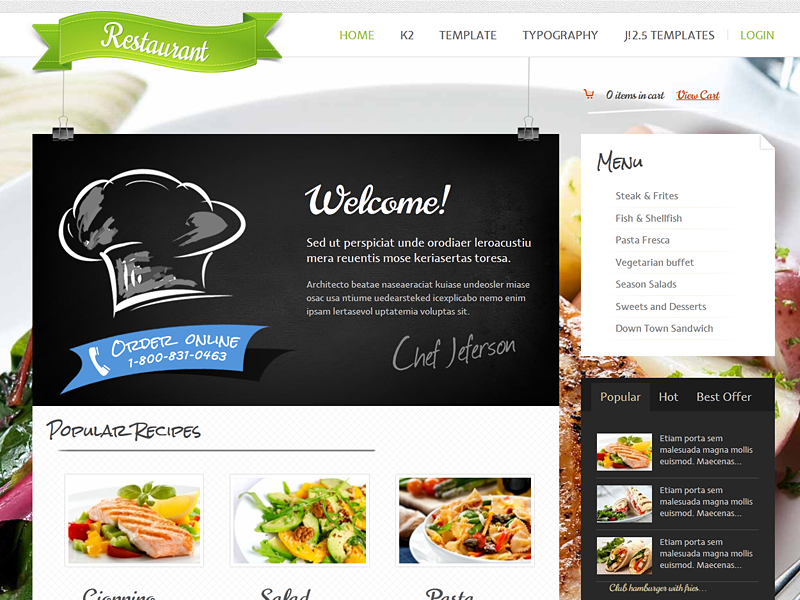 Restaurant
HOME K2 TEMPLATE TYPOGRAPHY J!2.5 TEMPLATES LOGIN
0 items in cart View Cart
Welcome!
Sed ut perspiciat unde orodiaer leroacustiu
mera reuentis mose keriasertas toresa.
Architecto beatae naseaeraciat kuiase undeosler miase
osac usa ntiume uedearsteked icexplicabo nemo enim
ipsam lertasevol uptatemia voluptas sit.
Chef Jeferson
Order online
1-800-831-0463
Menu
Steak & Frites
Fish & Shellfish
Pasta Fresca
Vegetarian buffet
Season Salads
Sweets and Desserts
Down Town Sandwich
Popular Recipes
Cionning
Salad
Pasta
Popular Hot Best Offer
Etiam porta sem
malesuada magna mollis
euismod. Maecenas...
Etiam porta sem
malesuada magna mollis
euismod. Maecenas...
Etiam porta sem
malesuada magna mollis
euismod. Maecenas...
Club hamburger with fries...